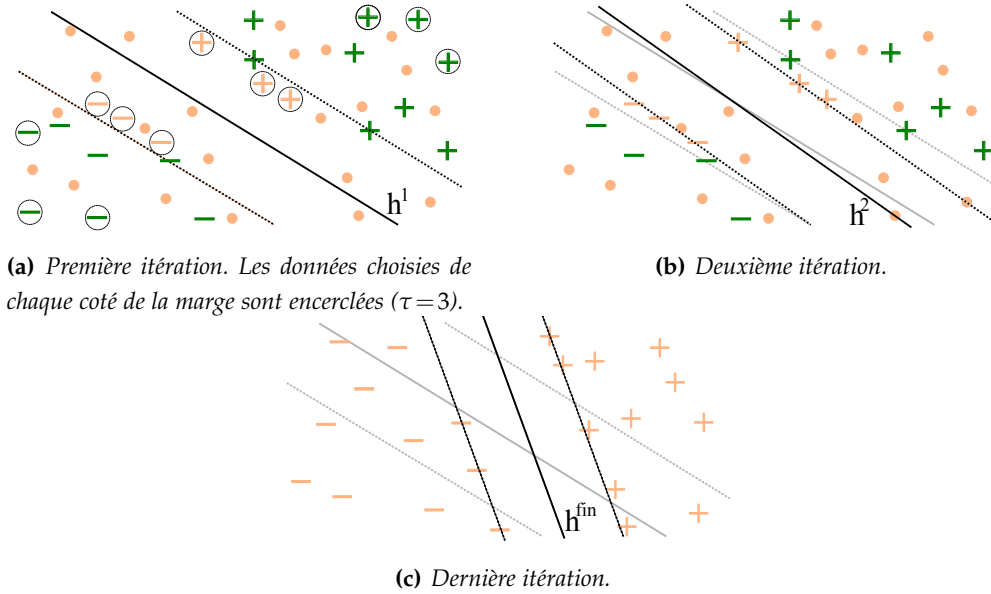 h¹
h²
(a) Première itération. Les données choisies de
chaque coté de la marge sont encerclées (τ=3).
(b) Deuxième itération.
h^fin
(c) Dernière itération.